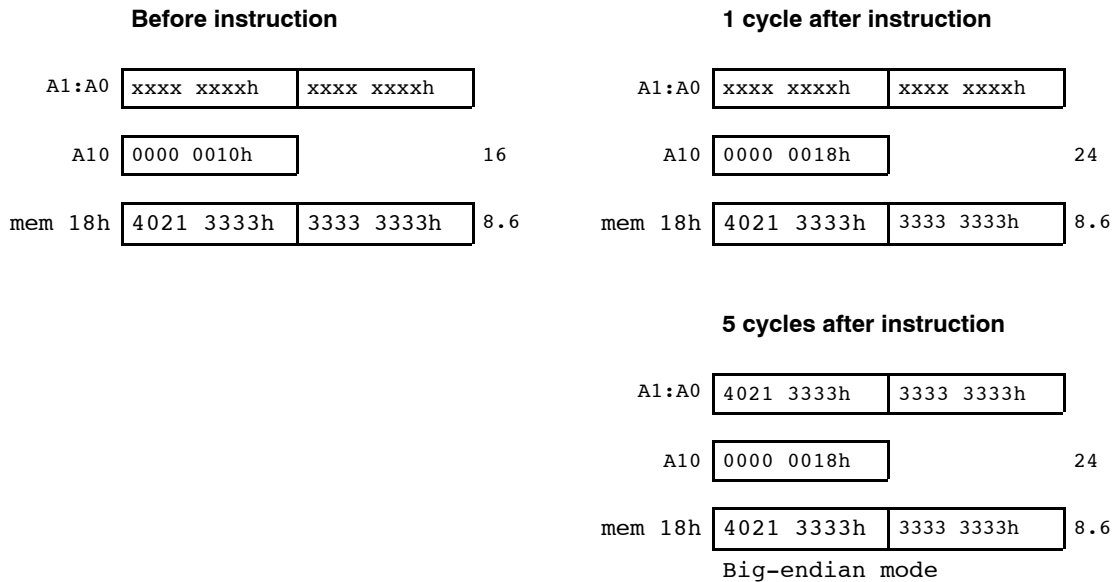 Before instruction
1 cycle after instruction
A1:A0 xxxx xxxxh xxxx xxxxh
A1:A0 xxxx xxxxh xxxx xxxxh
A10 0000 0010h 16
A10 0000 0018h 24
mem 18h 4021 3333h 3333 3333h 8.6
mem 18h 4021 3333h 3333 3333h 8.6
5 cycles after instruction
A1:A0 4021 3333h 3333 3333h
A10 0000 0018h 24
mem 18h 4021 3333h 3333 3333h 8.6
Big-endian mode